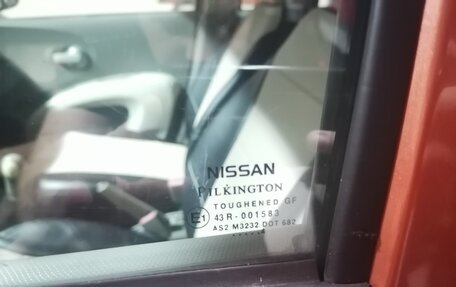 NISSAN
PILKINGTON
TOUGHENED GF
E1 43R-001583
AS2 M3232 DOT 682